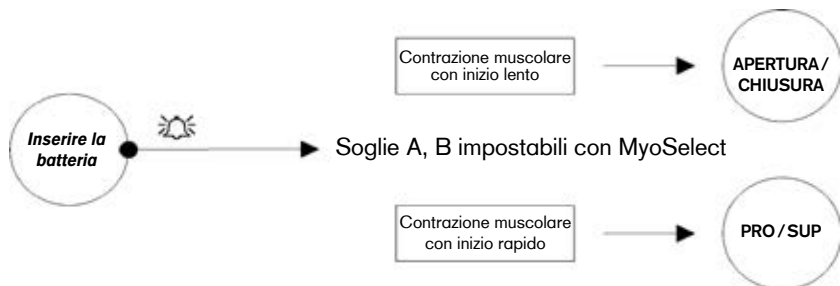 Contrazione muscolare
con inizio lento
APERTURA /
CHIUSURA
Inserire la
batteria
Soglie A, B impostabili con MyoSelect
Contrazione muscolare
con inizio rapido
PRO / SUP